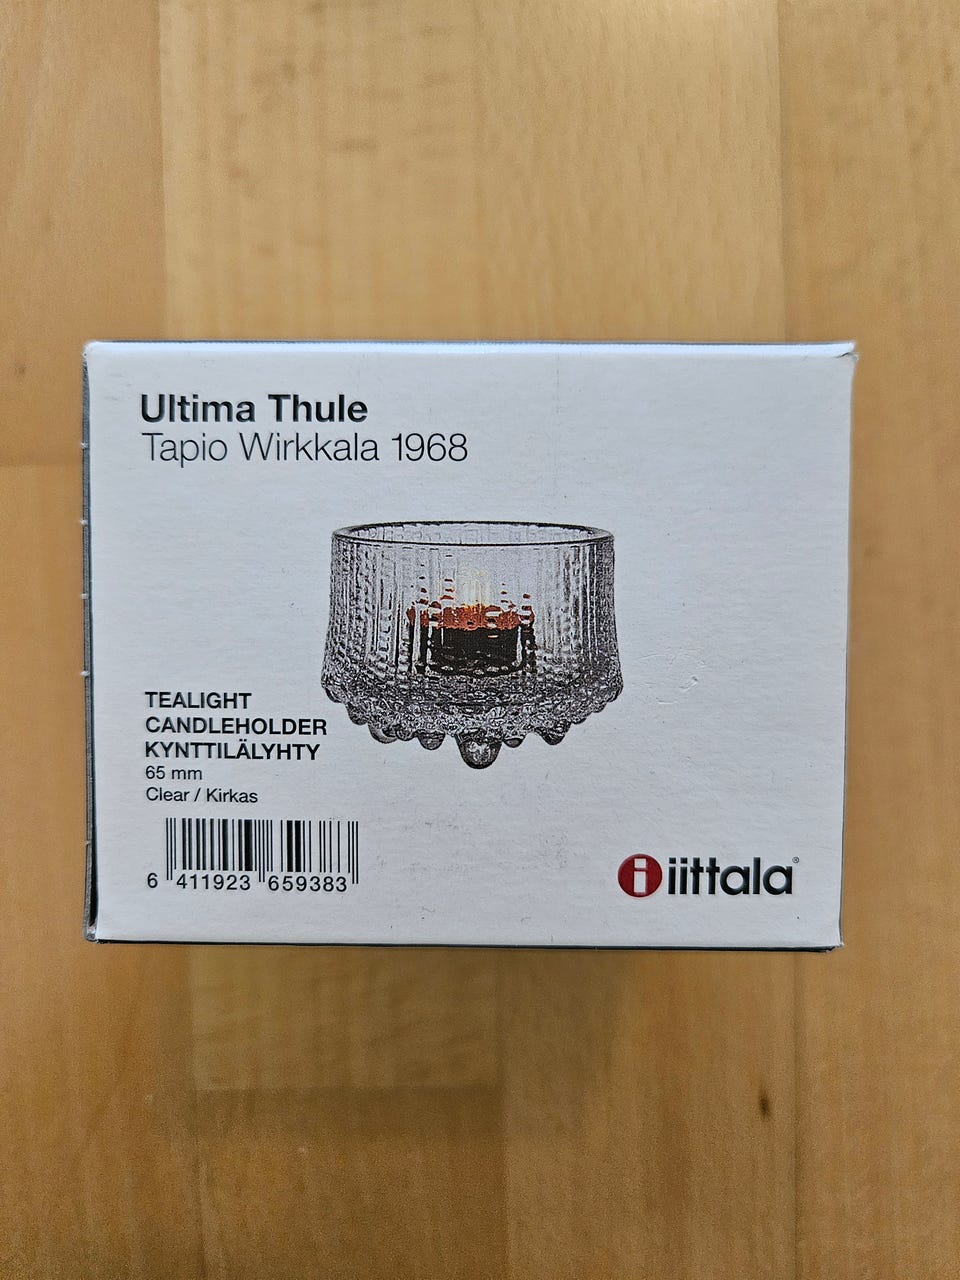 Ultima Thule
Tapio Wirkkala 1968
TEALIGHT
CANDLEHOLDER
KYNTTILÄLYHTY
65 mm
Clear / Kirkas
6 411923 659383
i iittala®